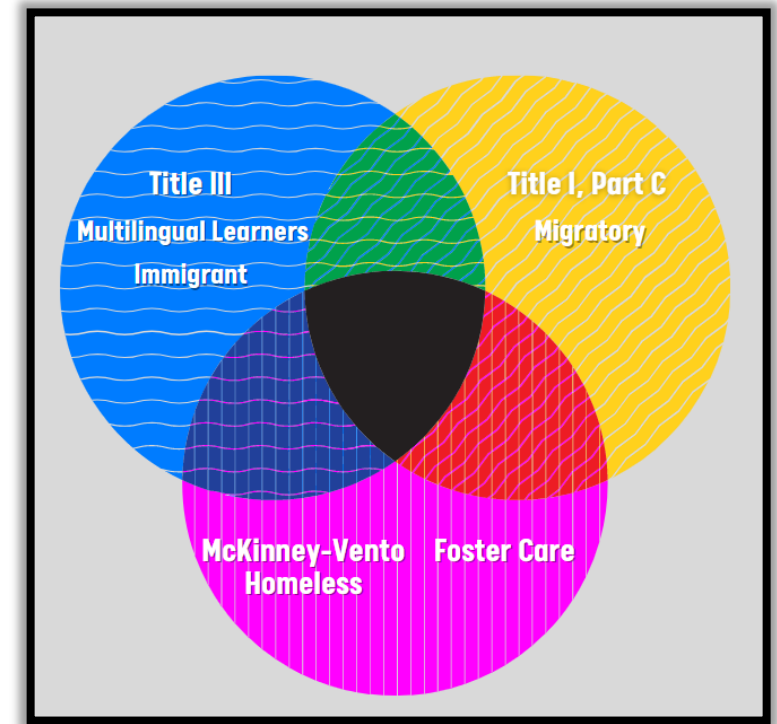 Title III
Multilingual Learners
Immigrant
Title I, Part C
Migratory
McKinney-Vento
Homeless
Foster Care